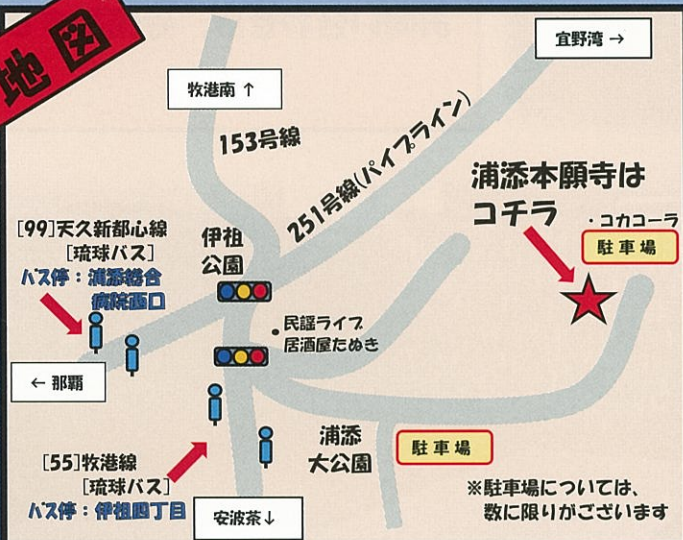 地図
宜野湾 →
牧港南 ↑
153号線
251号線(パイプライン)
浦添本願寺は
コチラ
・コカコーラ
駐車場
[99]天久新都心線
[琉球バス]
バス停：浦添総合
病院西口
伊祖
公園
・民謡ライブ
居酒屋たぬき
← 那覇
[55]牧港線
[琉球バス]
バス停：伊祖四丁目
浦添
大公園
駐車場
安波茶↓
※駐車場については、
数に限りがございます